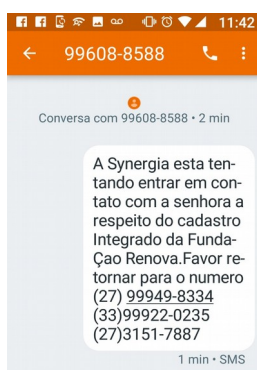 11:42
99608-8588
Conversa com 99608-8588 • 2 min
A Synergia esta ten-
tando entrar em con-
tato com a senhora a
respeito do cadastro
Integrado da Funda-
Çao Renova.Favor re-
tornar para o numero
(27) 99949-8334
(33)99922-0235
(27)3151-7887
1 min • SMS